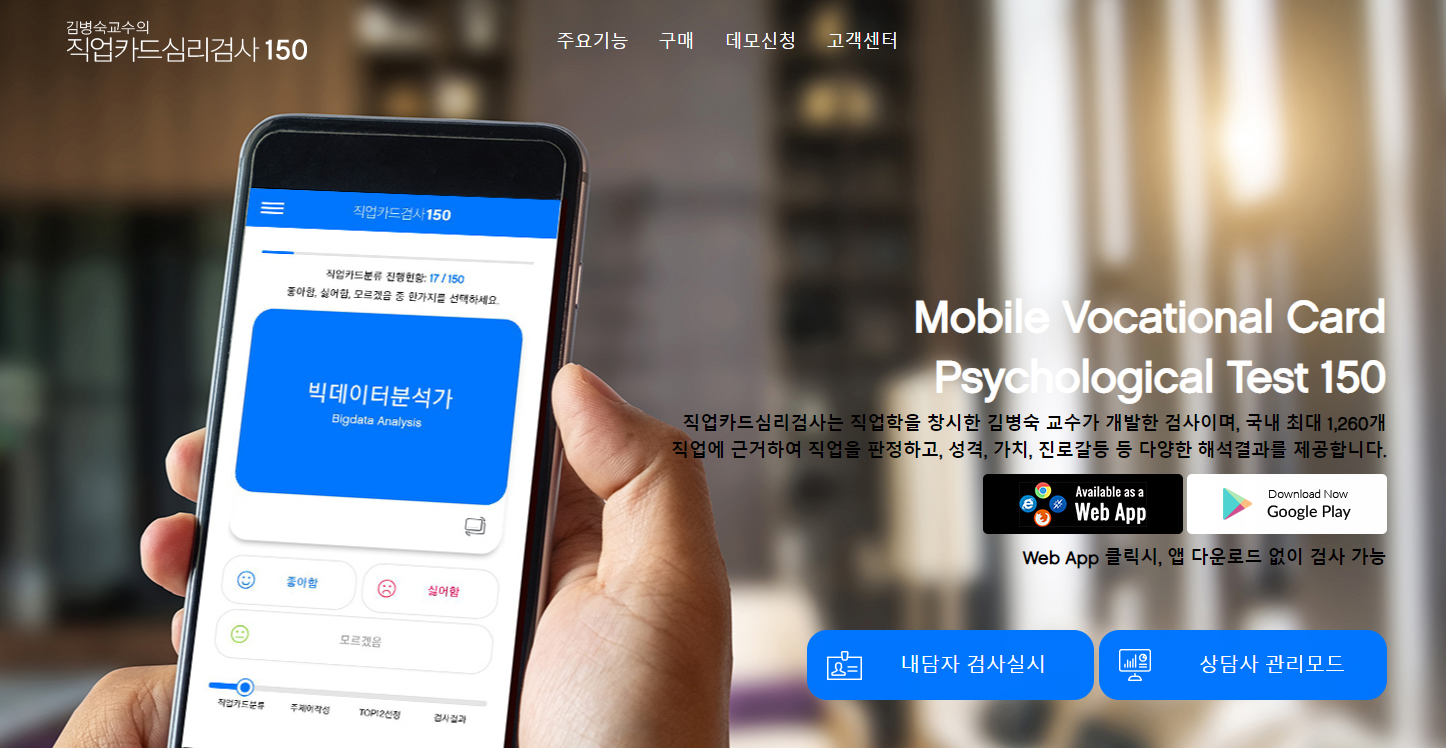 김병숙교수의
직업카드심리검사 150
주요기능 구매 데모신청 고객센터
직업카드검사150
직업카드분류 진행현황: 17 / 150
좋아함, 싫어함, 모르겠음 중 한가지를 선택하세요.
빅데이터분석가
Bigdata Analysis
좋아함 싫어함
모르겠음
직업카드분류 주제어작성 TOP12선정 검사결과
Mobile Vocational Card
Psychological Test 150
직업카드심리검사는 직업학을 창시한 김병숙 교수가 개발한 검사이며, 국내 최대 1,260개
직업에 근거하여 직업을 판정하고, 성격, 가치, 진로갈등 등 다양한 해석결과를 제공합니다.
Available as a
Web App
Download Now
Google Play
Web App 클릭시, 앱 다운로드 없이 검사 가능
내담자 검사실시 상담사 관리모드